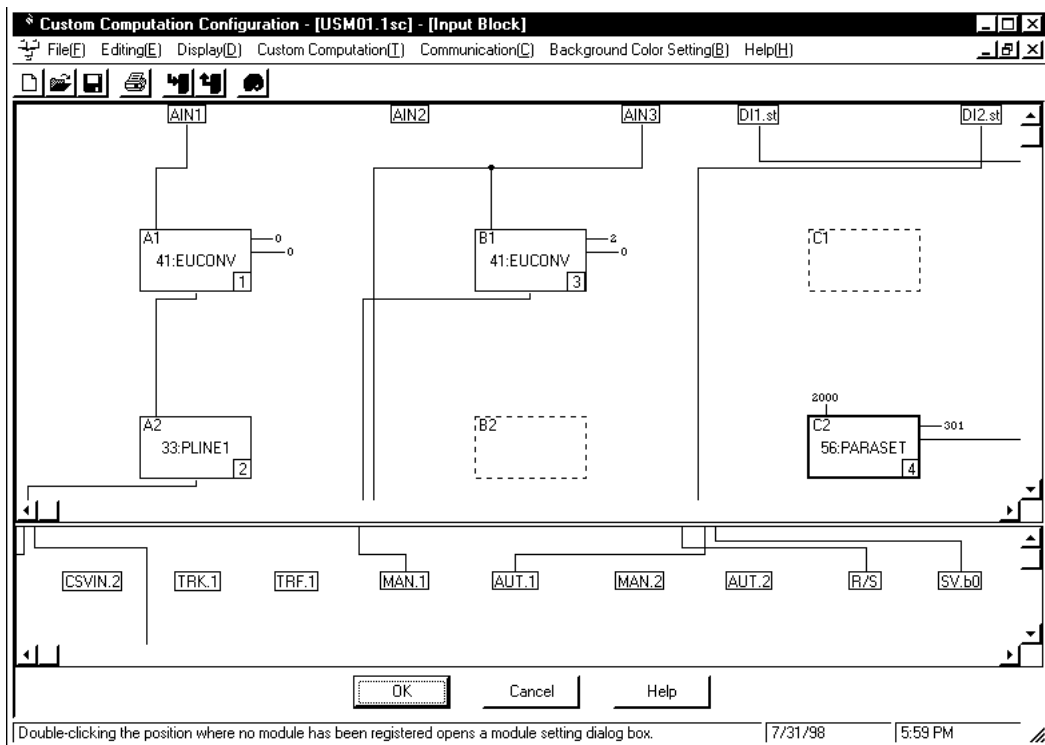 Custom Computation Configuration - [USM01.1sc] - [Input Block]
File(F) Editing(E) Display(D) Custom Computation(T) Communication(C) Background Color Setting(B) Help(H)
AIN1 AIN2 AIN3 DI1.st DI2.st
A1 0 B1 2 C1
41:EUCONV 0 41:EUCONV 0
1 3
2000
A2 B2 C2 301
33:PLINE1 56:PARASET
2 4
CSVIN.2 TRK.1 TRF.1 MAN.1 AUT.1 MAN.2 AUT.2 R/S SV.b0
OK Cancel Help
Double-clicking the position where no module has been registered opens a module setting dialog box. 7/31/98 5:59 PM